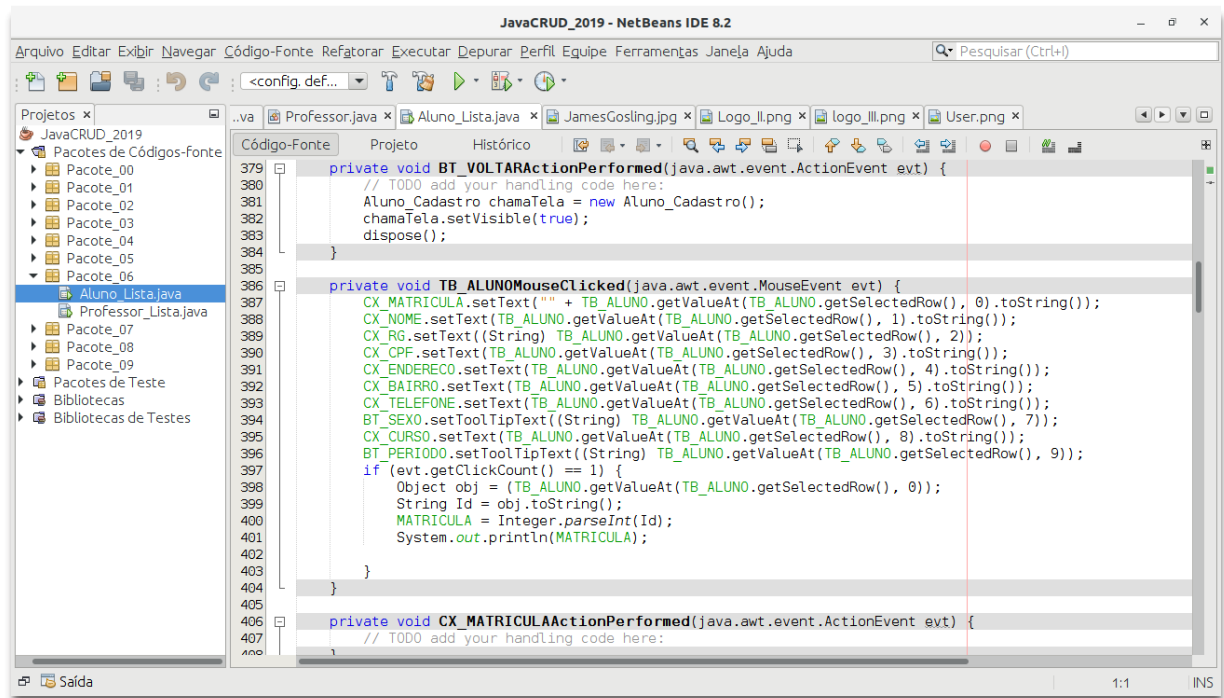 JavaCRUD_2019 - NetBeans IDE 8.2
Arquivo Editar Exibir Navegar Código-Fonte Refatorar Executar Depurar Perfil Equipe Ferramentas Janela Ajuda
Pesquisar (Ctrl+I)
<config. def...
Projetos
..va Professor.java Aluno_Lista.java JamesGosling.jpg Logo_II.png logo_III.png User.png
JavaCRUD_2019
Pacotes de Códigos-fonte
Pacote_00
Pacote_01
Pacote_02
Pacote_03
Pacote_04
Pacote_05
Pacote_06
Aluno_Lista.java
Professor_Lista.java
Pacote_07
Pacote_08
Pacote_09
Pacotes de Teste
Bibliotecas
Bibliotecas de Testes
Código-Fonte Projeto Histórico
379 private void BT_VOLTARActionPerformed(java.awt.event.ActionEvent evt) {
380 // TODO add your handling code here:
381 Aluno_Cadastro chamaTela = new Aluno_Cadastro();
382 chamaTela.setVisible(true);
383 dispose();
384 }
385
386 private void TB_ALUNOMouseClicked(java.awt.event.MouseEvent evt) {
387 CX_MATRICULA.setText("" + TB_ALUNO.getValueAt(TB_ALUNO.getSelectedRow(), 0).toString());
388 CX_NOME.setText(TB_ALUNO.getValueAt(TB_ALUNO.getSelectedRow(), 1).toString());
389 CX_RG.setText((String) TB_ALUNO.getValueAt(TB_ALUNO.getSelectedRow(), 2));
390 CX_CPF.setText(TB_ALUNO.getValueAt(TB_ALUNO.getSelectedRow(), 3).toString());
391 CX_ENDERECO.setText(TB_ALUNO.getValueAt(TB_ALUNO.getSelectedRow(), 4).toString());
392 CX_BAIRRO.setText(TB_ALUNO.getValueAt(TB_ALUNO.getSelectedRow(), 5).toString());
393 CX_TELEFONE.setText(TB_ALUNO.getValueAt(TB_ALUNO.getSelectedRow(), 6).toString());
394 BT_SEXO.setToolTipText((String) TB_ALUNO.getValueAt(TB_ALUNO.getSelectedRow(), 7));
395 CX_CURSO.setText(TB_ALUNO.getValueAt(TB_ALUNO.getSelectedRow(), 8).toString());
396 BT_PERIODO.setToolTipText((String) TB_ALUNO.getValueAt(TB_ALUNO.getSelectedRow(), 9));
397 if (evt.getClickCount() == 1) {
398 Object obj = (TB_ALUNO.getValueAt(TB_ALUNO.getSelectedRow(), 0));
399 String Id = obj.toString();
400 MATRICULA = Integer.parseInt(Id);
401 System.out.println(MATRICULA);
402
403 }
404 }
405
406 private void CX_MATRICULAActionPerformed(java.awt.event.ActionEvent evt) {
407 // TODO add your handling code here:
408 }
Saída
1:1 INS